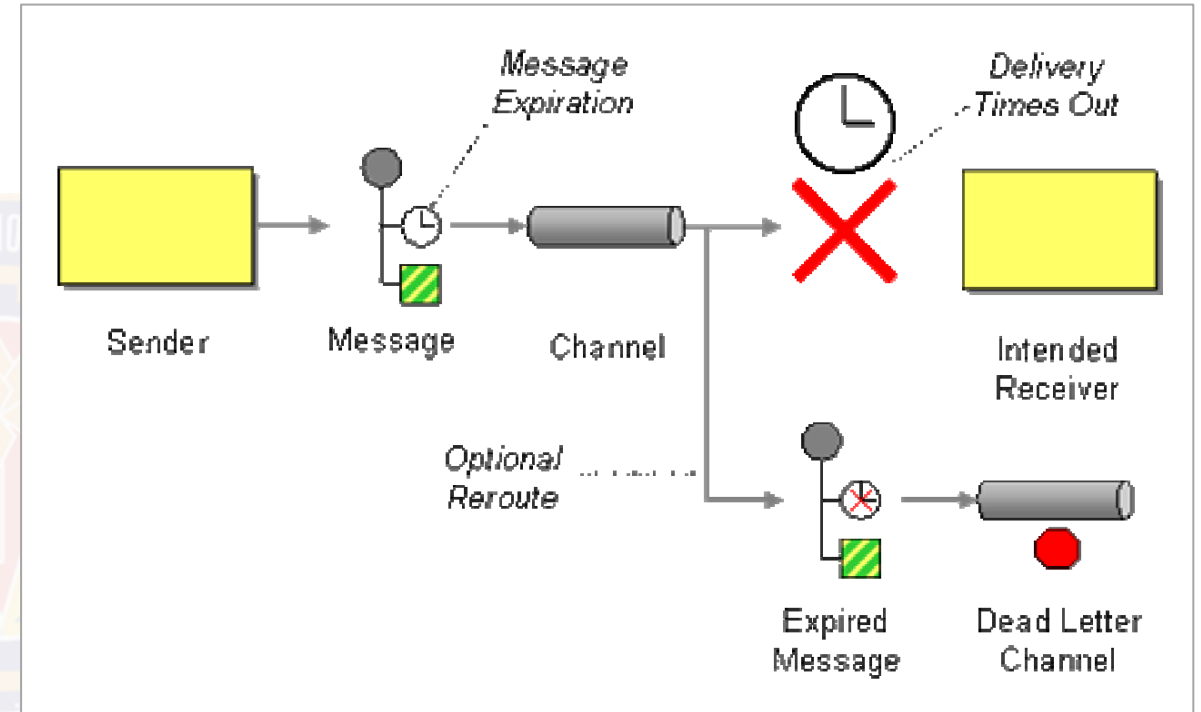 Message
Expiration
Delivery
Times Out
Sender
Message
Channel
Intended
Receiver
Optional
Reroute
Expired
Message
Dead Letter
Channel